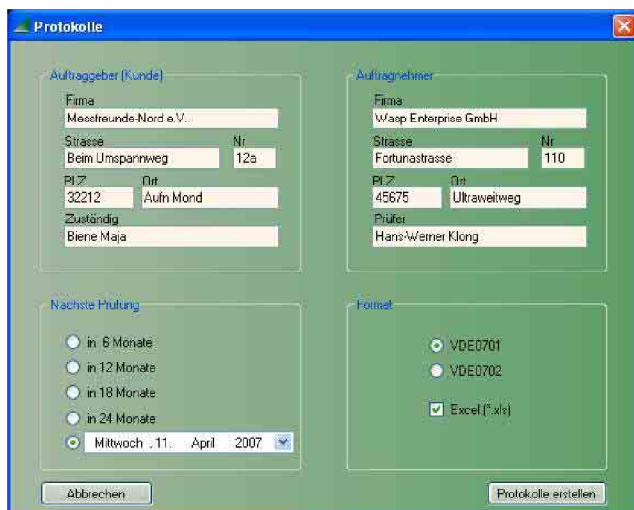 Protokolle
Auftraggeber (Kunde)
Firma
Messfreunde-Nord e.V.
Strasse Nr
Beim Umspannweg 12a
PLZ Ort
32212 Aufn Mond
Zuständig
Biene Maja
Auftragnehmer
Firma
Wasp Enterprise GmbH
Strasse Nr
Fortunastrasse 110
PLZ Ort
45675 Ultraweitweg
Prüfer
Hans-Werner Klong
Nächste Prüfung
in 6 Monate
in 12 Monate
in 18 Monate
in 24 Monate
Mittwoch , 11. April 2007
Format
VDE0701
VDE0702
Excel (*.xls)
Abbrechen
Protokolle erstellen